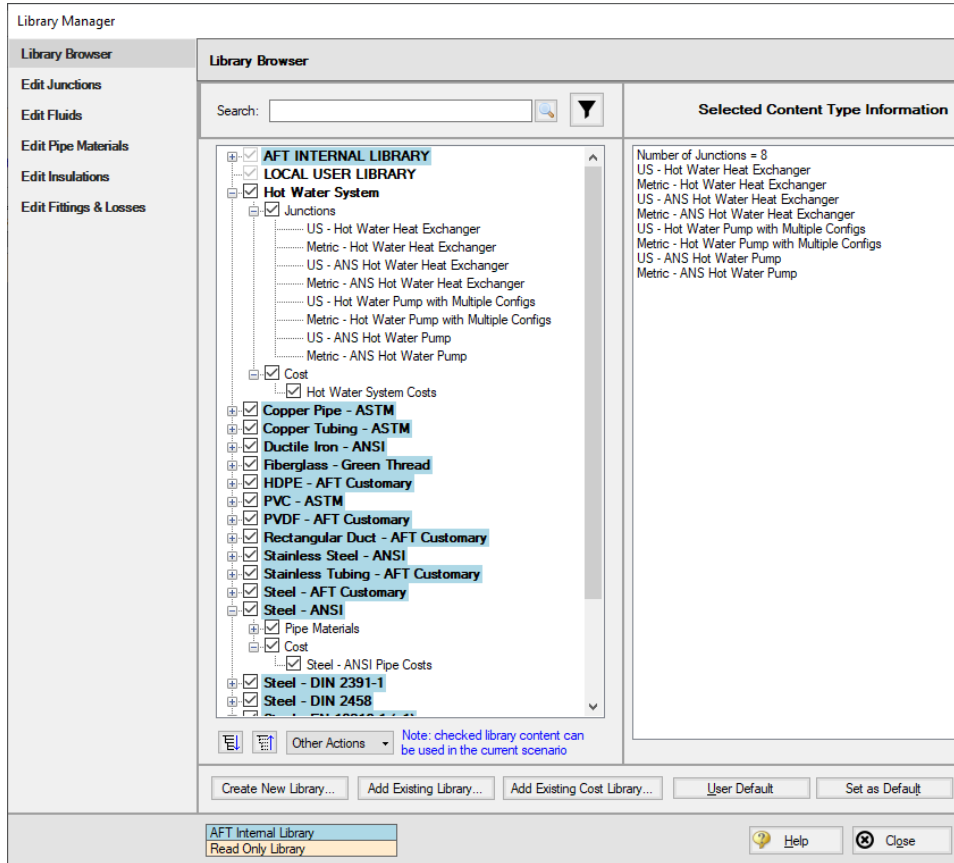 Library Manager
Library Browser
Edit Junctions
Edit Fluids
Edit Pipe Materials
Edit Insulations
Edit Fittings & Losses
Library Browser
Search:
AFT INTERNAL LIBRARY
LOCAL USER LIBRARY
Hot Water System
Junctions
US - Hot Water Heat Exchanger
Metric - Hot Water Heat Exchanger
US - ANS Hot Water Heat Exchanger
Metric - ANS Hot Water Heat Exchanger
US - Hot Water Pump with Multiple Configs
Metric - Hot Water Pump with Multiple Configs
US - ANS Hot Water Pump
Metric - ANS Hot Water Pump
Cost
Hot Water System Costs
Copper Pipe - ASTM
Copper Tubing - ASTM
Ductile Iron - ANSI
Fiberglass - Green Thread
HDPE - AFT Customary
PVC - ASTM
PVDF - AFT Customary
Rectangular Duct - AFT Customary
Stainless Steel - ANSI
Stainless Tubing - AFT Customary
Steel - AFT Customary
Steel - ANSI
Pipe Materials
Cost
Steel - ANSI Pipe Costs
Steel - DIN 2391-1
Steel - DIN 2458
Other Actions
Note: checked library content can
be used in the current scenario
Selected Content Type Information
Number of Junctions = 8
US - Hot Water Heat Exchanger
Metric - Hot Water Heat Exchanger
US - ANS Hot Water Heat Exchanger
Metric - ANS Hot Water Heat Exchanger
US - Hot Water Pump with Multiple Configs
Metric - Hot Water Pump with Multiple Configs
US - ANS Hot Water Pump
Metric - ANS Hot Water Pump
Create New Library... Add Existing Library... Add Existing Cost Library... User Default Set as Default
AFT Internal Library
Read Only Library
Help Close